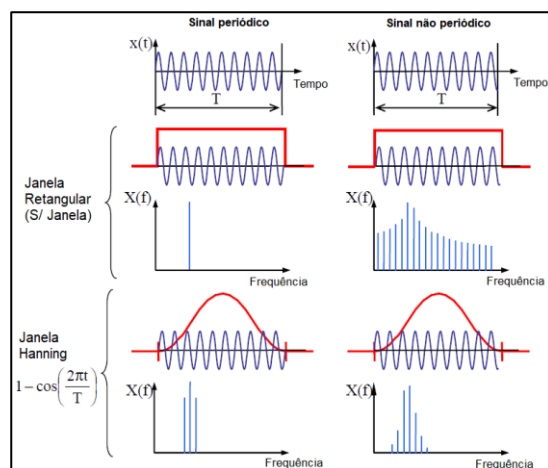 Sinal periódico
Sinal não periódico
x(t)
Tempo
T
x(t)
Tempo
T
Janela
Retangular
(S/ Janela)
X(f)
Frequência
X(f)
Frequência
Janela
Hanning
1−cos(2πt/T)
X(f)
Frequência
X(f)
Frequência